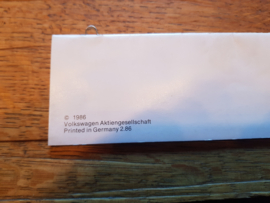 © 1986
Volkswagen Aktiengesellschaft
Printed in Germany 2.86